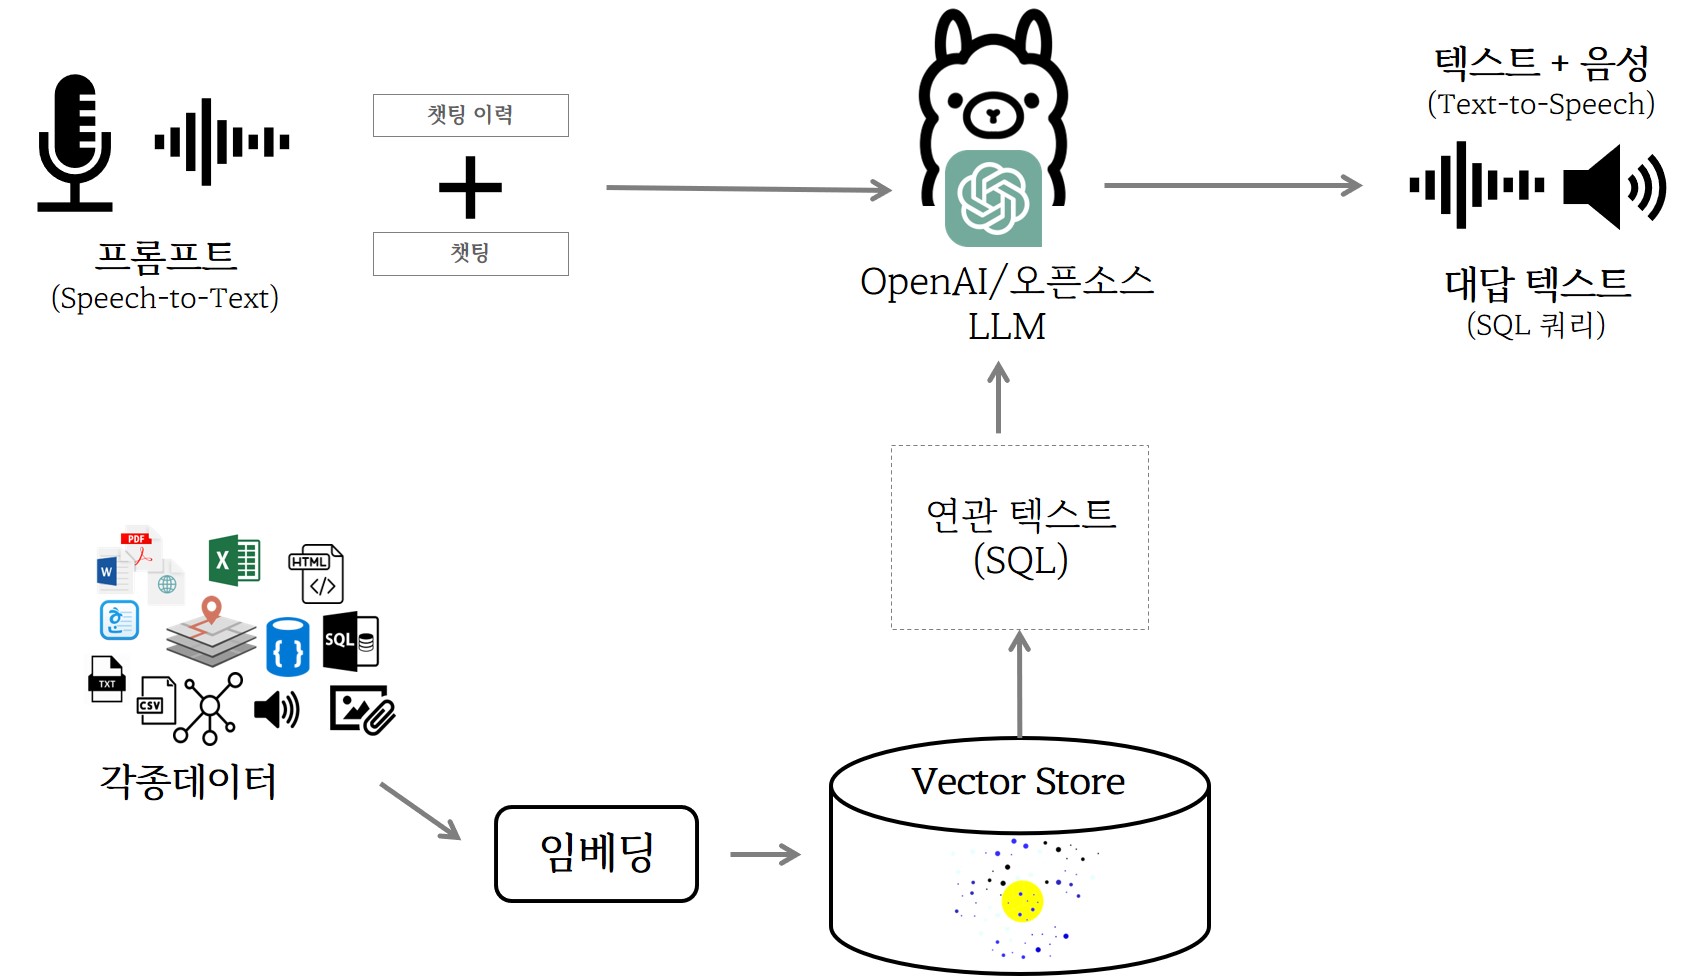 챗팅 이력
챗팅
프롬프트
(Speech-to-Text)
OpenAI/오픈소스
LLM
텍스트 + 음성
(Text-to-Speech)
대답 텍스트
(SQL 쿼리)
연관 텍스트
(SQL)
PDF
W
X
HTML
</>
{ }
SQL
TXT
CSV
각종데이터
임베딩
Vector Store